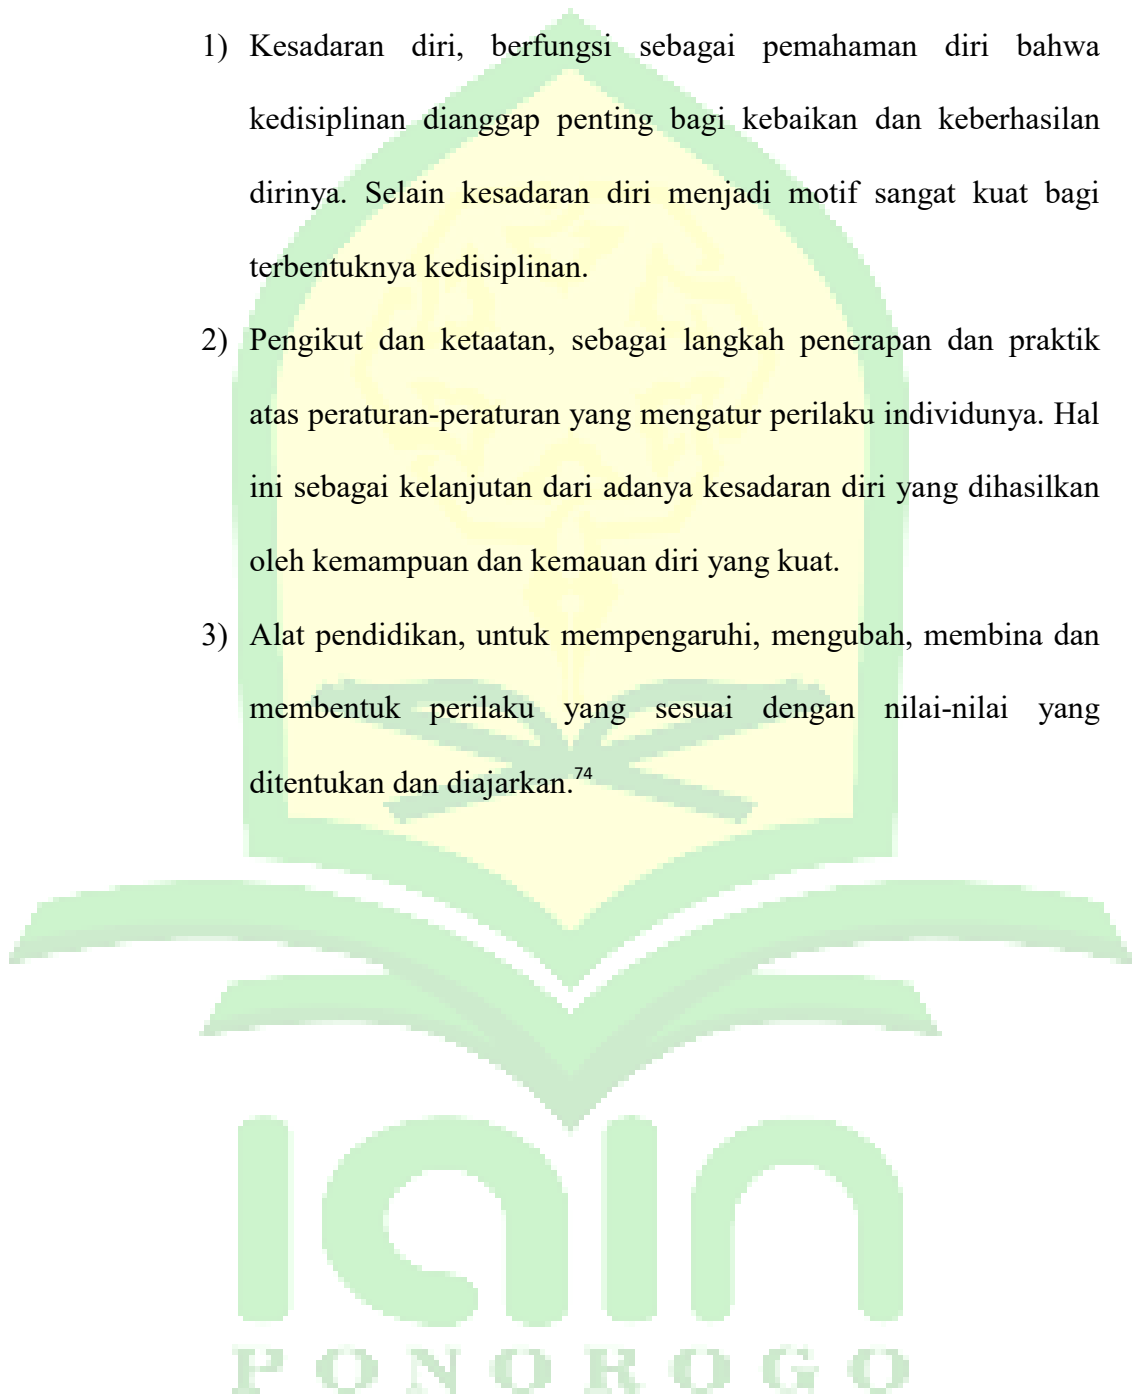 1) Kesadaran diri, berfungsi sebagai pemahaman diri bahwa
kedisiplinan dianggap penting bagi kebaikan dan keberhasilan
dirinya. Selain kesadaran diri menjadi motif sangat kuat bagi
terbentuknya kedisiplinan.
2) Pengikut dan ketaatan, sebagai langkah penerapan dan praktik
atas peraturan-peraturan yang mengatur perilaku individunya. Hal
ini sebagai kelanjutan dari adanya kesadaran diri yang dihasilkan
oleh kemampuan dan kemauan diri yang kuat.
3) Alat pendidikan, untuk mempengaruhi, mengubah, membina dan
membentuk perilaku yang sesuai dengan nilai-nilai yang
ditentukan dan diajarkan.74
iain
PONOROGO